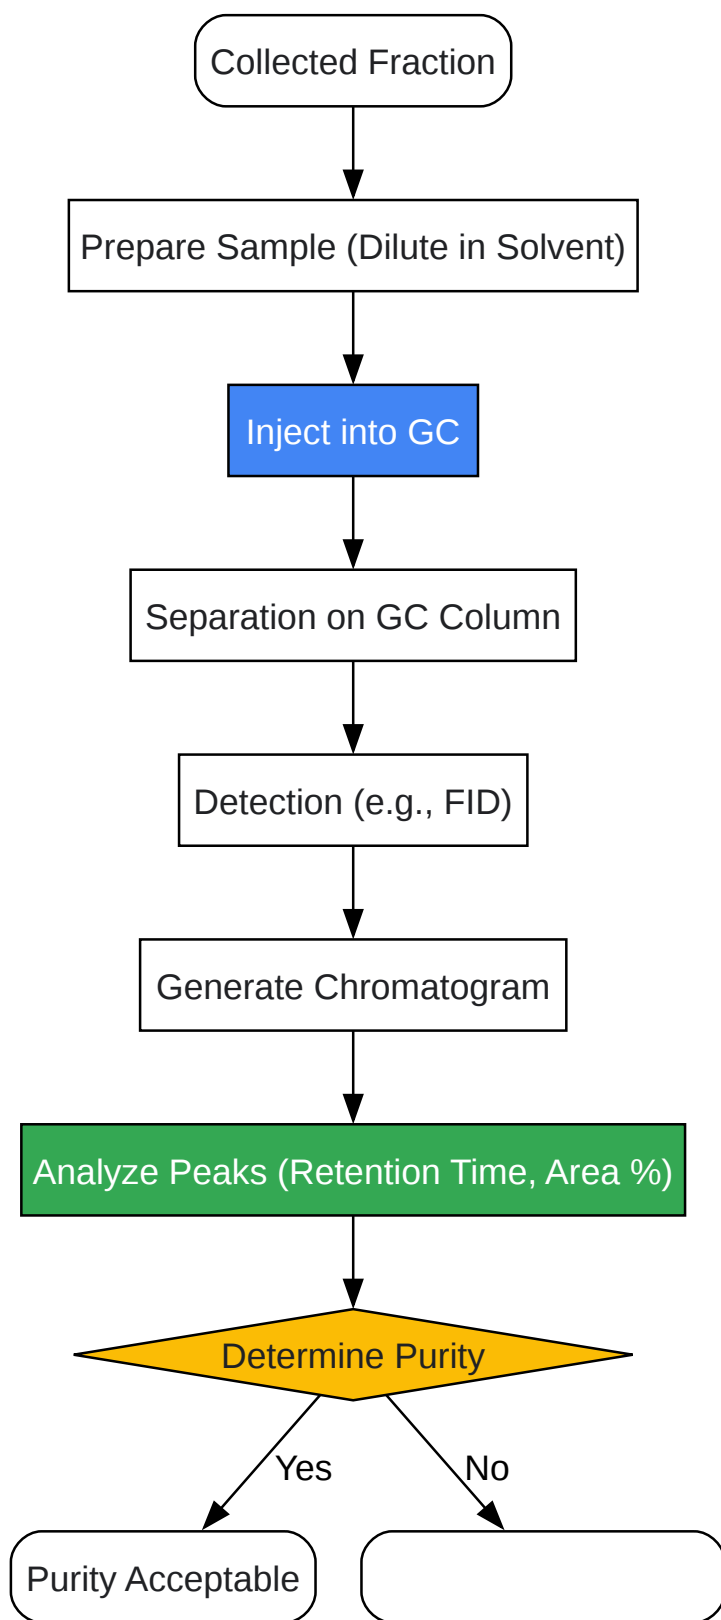 Collected Fraction
Prepare Sample (Dilute in Solvent)
Inject into GC
Separation on GC Column
Detection (e.g., FID)
Generate Chromatogram
Analyze Peaks (Retention Time, Area %)
Determine Purity
Yes
No
Purity Acceptable